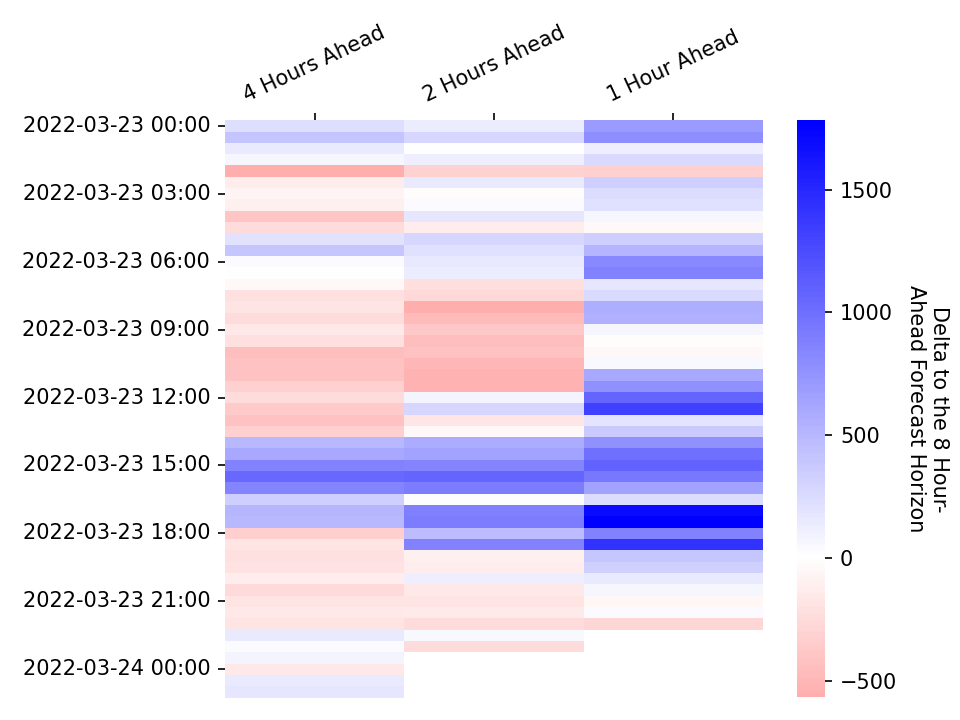 4 Hours Ahead
2 Hours Ahead
1 Hour Ahead
2022-03-23 00:00
2022-03-23 03:00
2022-03-23 06:00
2022-03-23 09:00
2022-03-23 12:00
2022-03-23 15:00
2022-03-23 18:00
2022-03-23 21:00
2022-03-24 00:00
1500
1000
500
0
−500
Delta to the 8 Hour-
Ahead Forecast Horizon